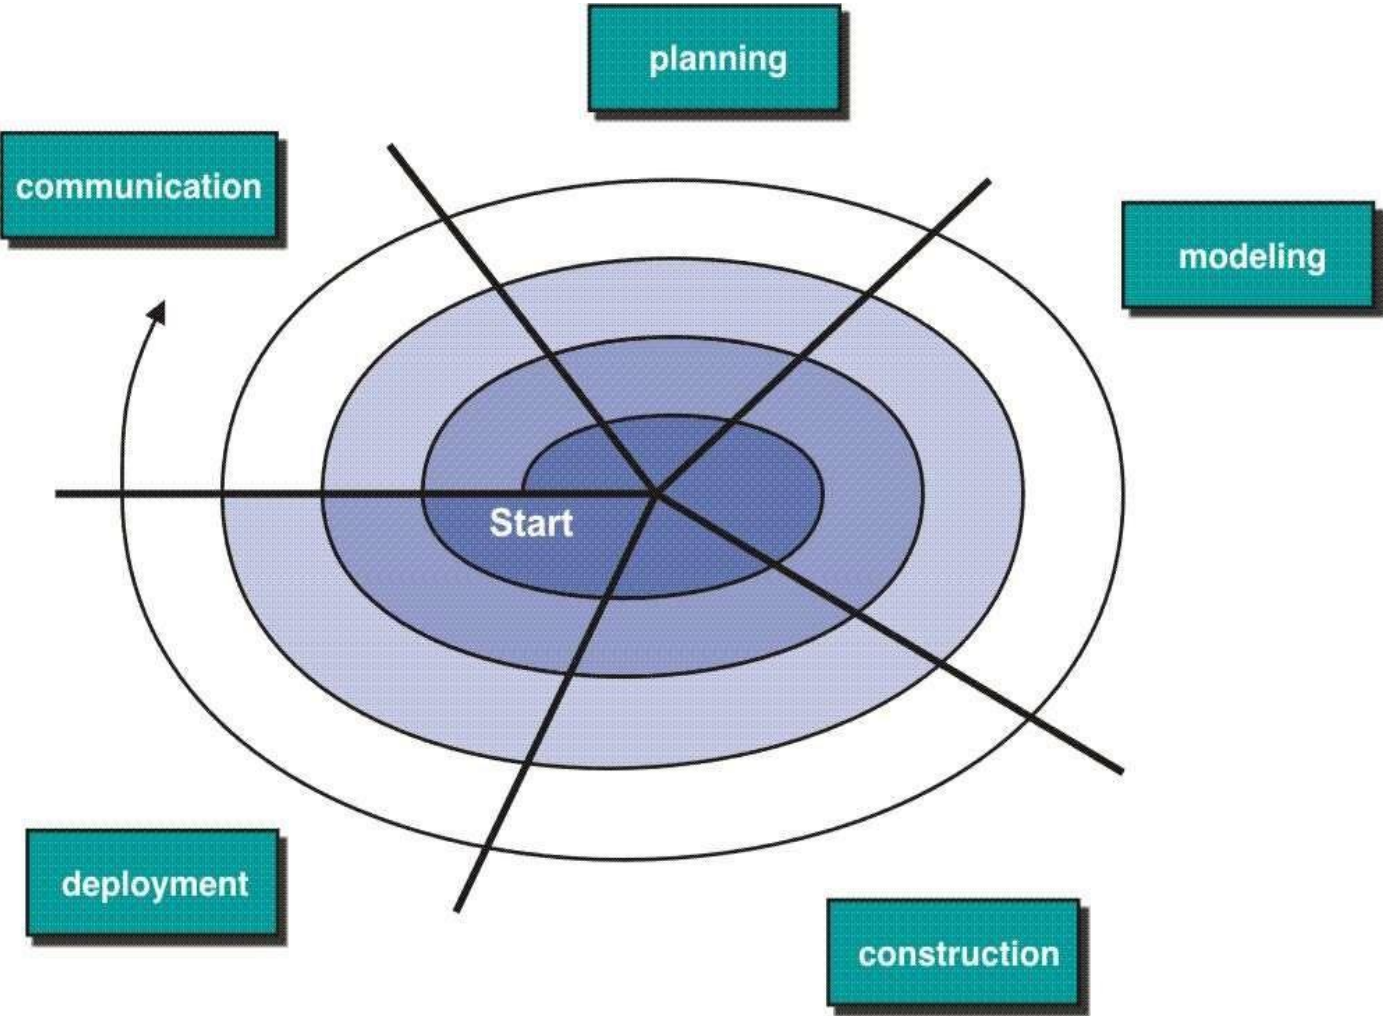 planning
communication
modeling
Start
deployment
construction